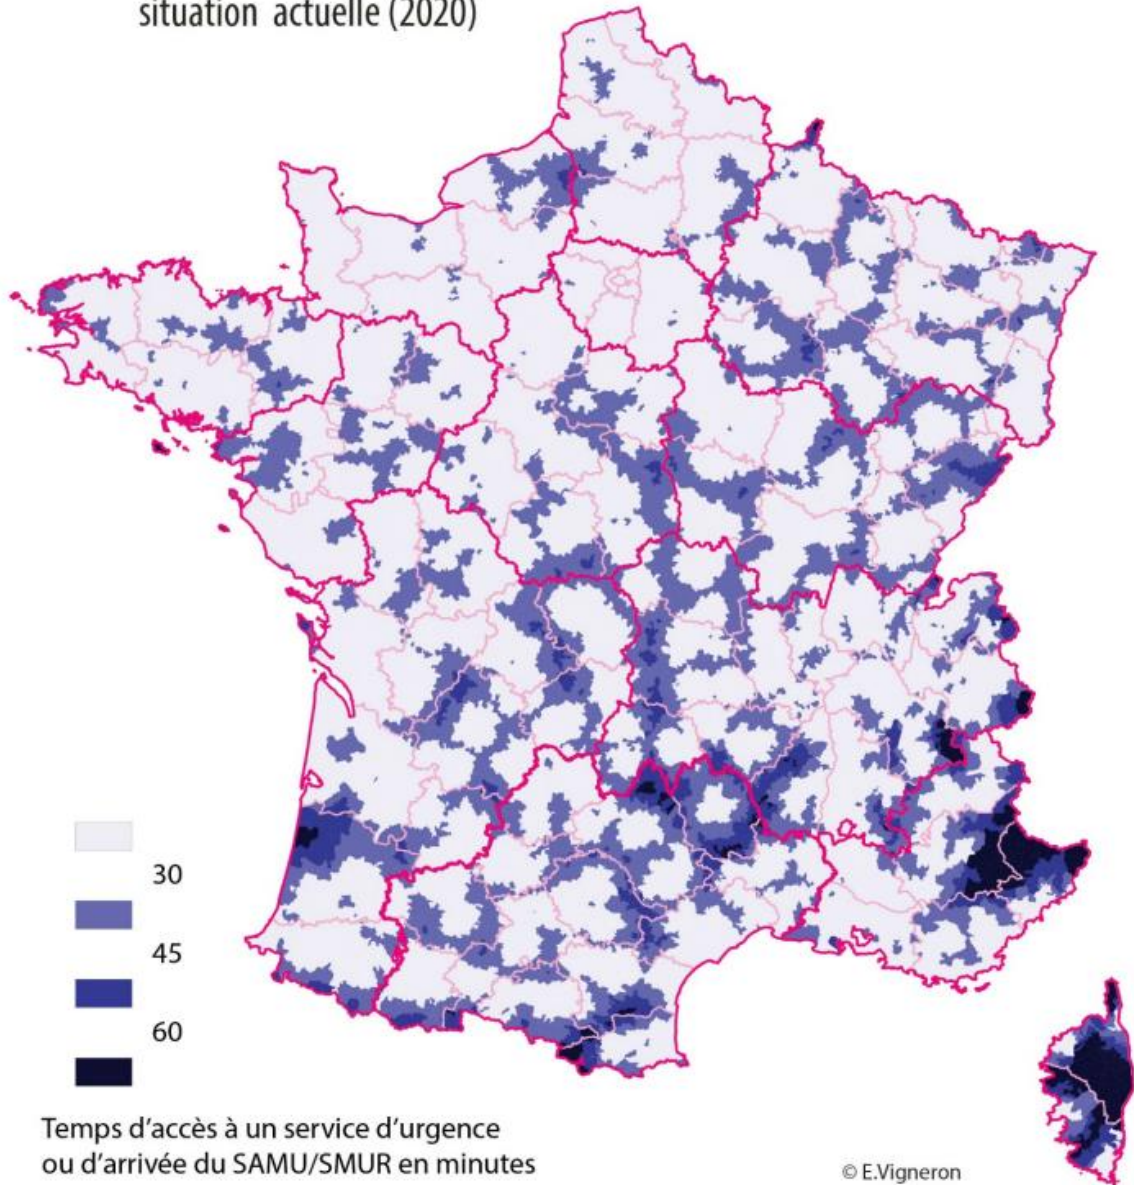 situation actuelle (2020)
30
45
60
Temps d'accès à un service d'urgence
ou d'arrivée du SAMU/SMUR en minutes
© E.Vigneron